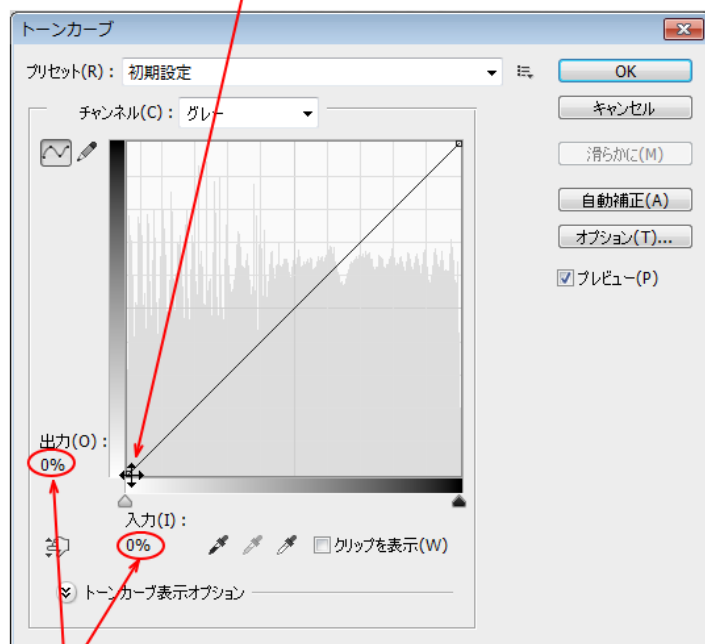 トーンカーブ
プリセット(R)： 初期設定
OK
チャンネル(C)： グレー
キャンセル
滑らかに(M)
自動補正(A)
オプション(T)...
プレビュー(P)
出力(O)：
0%
入力(I)：
0%
クリップを表示(W)
トーンカーブ表示オプション